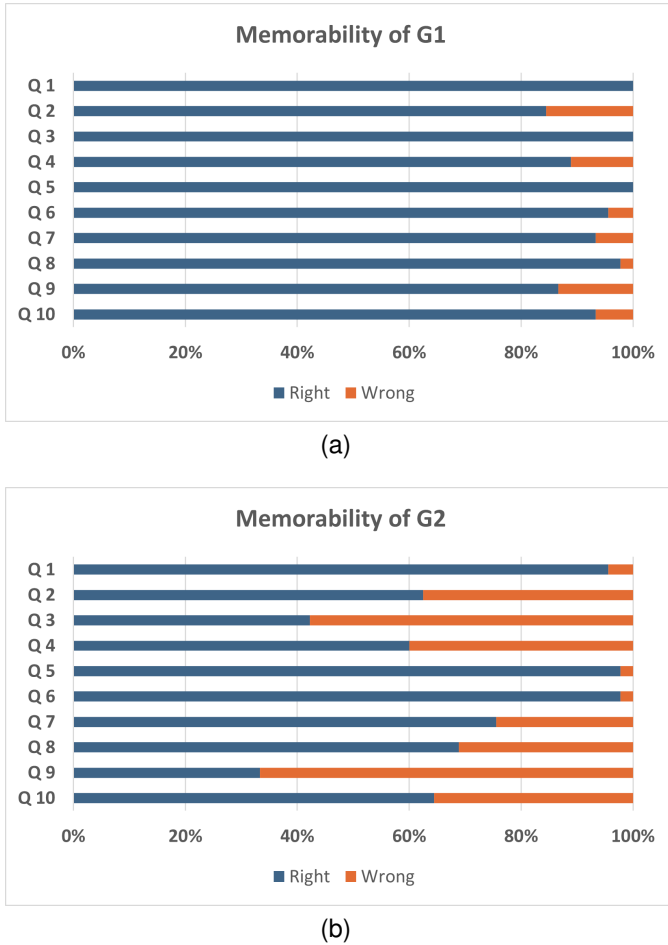 Memorability of G1
Q 1
Q 2
Q 3
Q 4
Q 5
Q 6
Q 7
Q 8
Q 9
Q 10
0% 20% 40% 60% 80% 100%
Right Wrong
(a)
Memorability of G2
Q 1
Q 2
Q 3
Q 4
Q 5
Q 6
Q 7
Q 8
Q 9
Q 10
0% 20% 40% 60% 80% 100%
Right Wrong
(b)